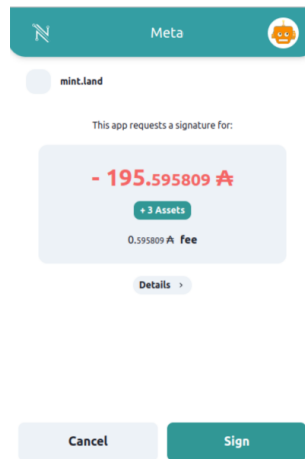 Meta
mint.land
This app requests a signature for:
- 195.595809 ₳
+ 3 Assets
0.595809 ₳ fee
Details >
Cancel
Sign